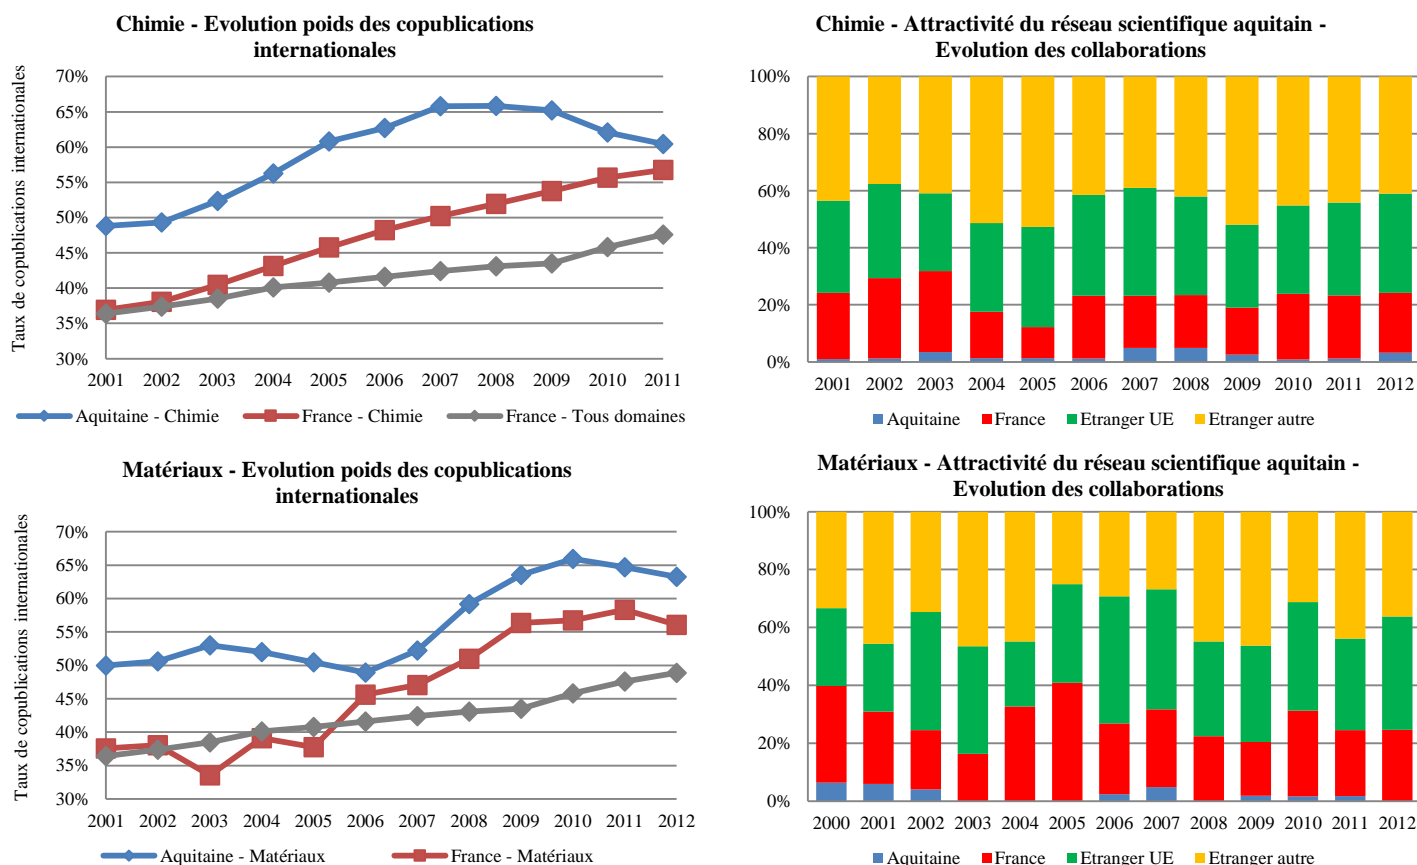 Chimie - Evolution poids des copublications
internationales
Taux de copublications internationales
70%
65%
60%
55%
50%
45%
40%
35%
30%
2001 2002 2003 2004 2005 2006 2007 2008 2009 2010 2011
Aquitaine - Chimie France - Chimie France - Tous domaines
Chimie - Attractivité du réseau scientifique aquitain -
Evolution des collaborations
100%
80%
60%
40%
20%
0%
2001 2002 2003 2004 2005 2006 2007 2008 2009 2010 2011 2012
Aquitaine France Etranger UE Etranger autre
Matériaux - Evolution poids des copublications
internationales
Taux de copublications internationales
70%
65%
60%
55%
50%
45%
40%
35%
30%
2001 2002 2003 2004 2005 2006 2007 2008 2009 2010 2011 2012
Aquitaine - Matériaux France - Matériaux
Matériaux - Attractivité du réseau scientifique aquitain -
Evolution des collaborations
100%
80%
60%
40%
20%
0%
2000 2001 2002 2003 2004 2005 2006 2007 2008 2009 2010 2011 2012
Aquitaine France Etranger UE Etranger autre